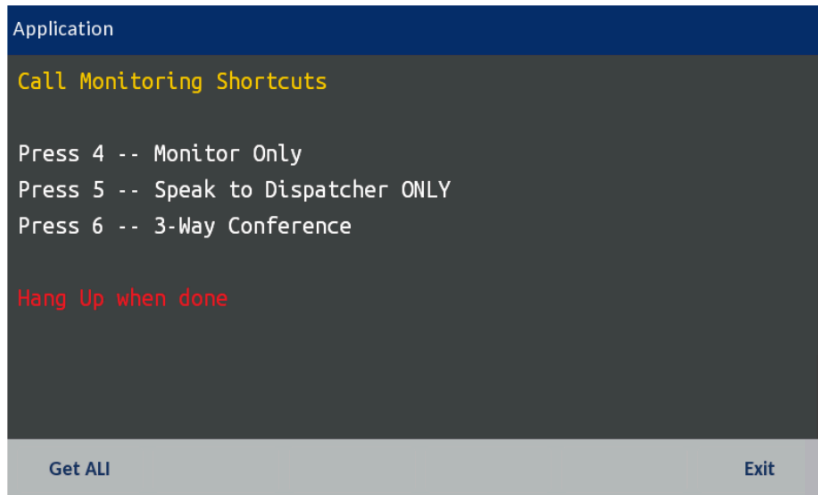 Application
Call Monitoring Shortcuts
Press 4 -- Monitor Only
Press 5 -- Speak to Dispatcher ONLY
Press 6 -- 3-Way Conference
Hang Up when done
Get ALI Exit